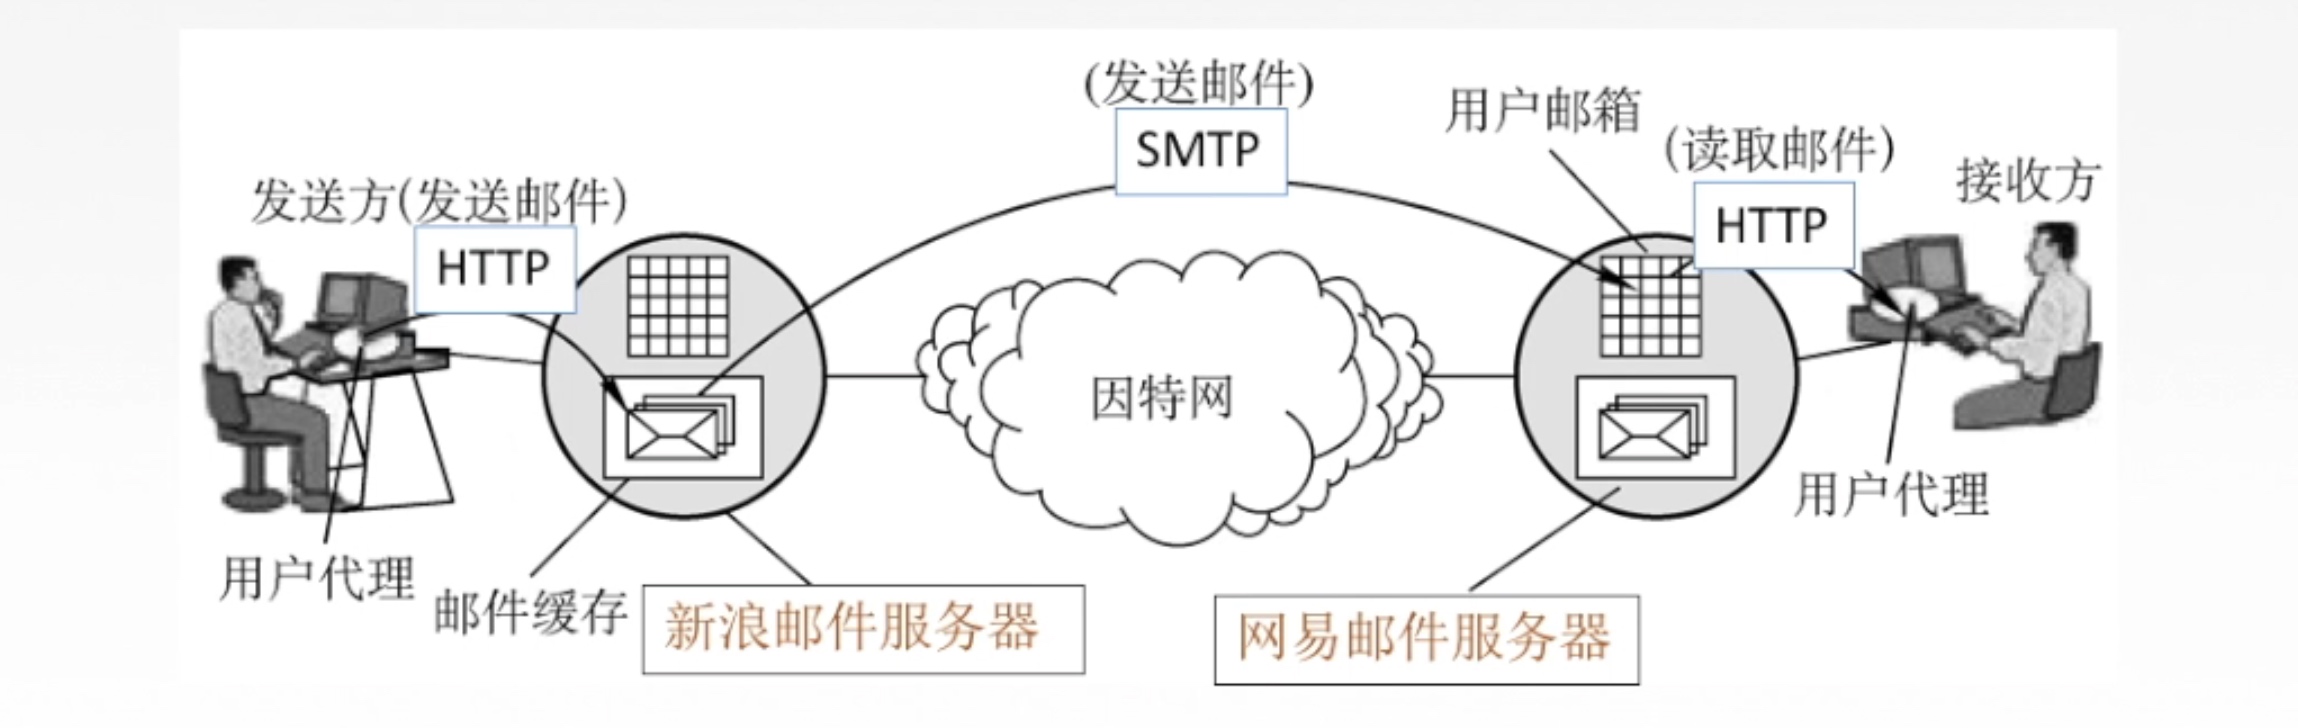 (发送邮件)
SMTP
用户邮箱
(读取邮件)
HTTP
接收方
发送方(发送邮件)
HTTP
因特网
用户代理
用户代理
邮件缓存
新浪邮件服务器
网易邮件服务器